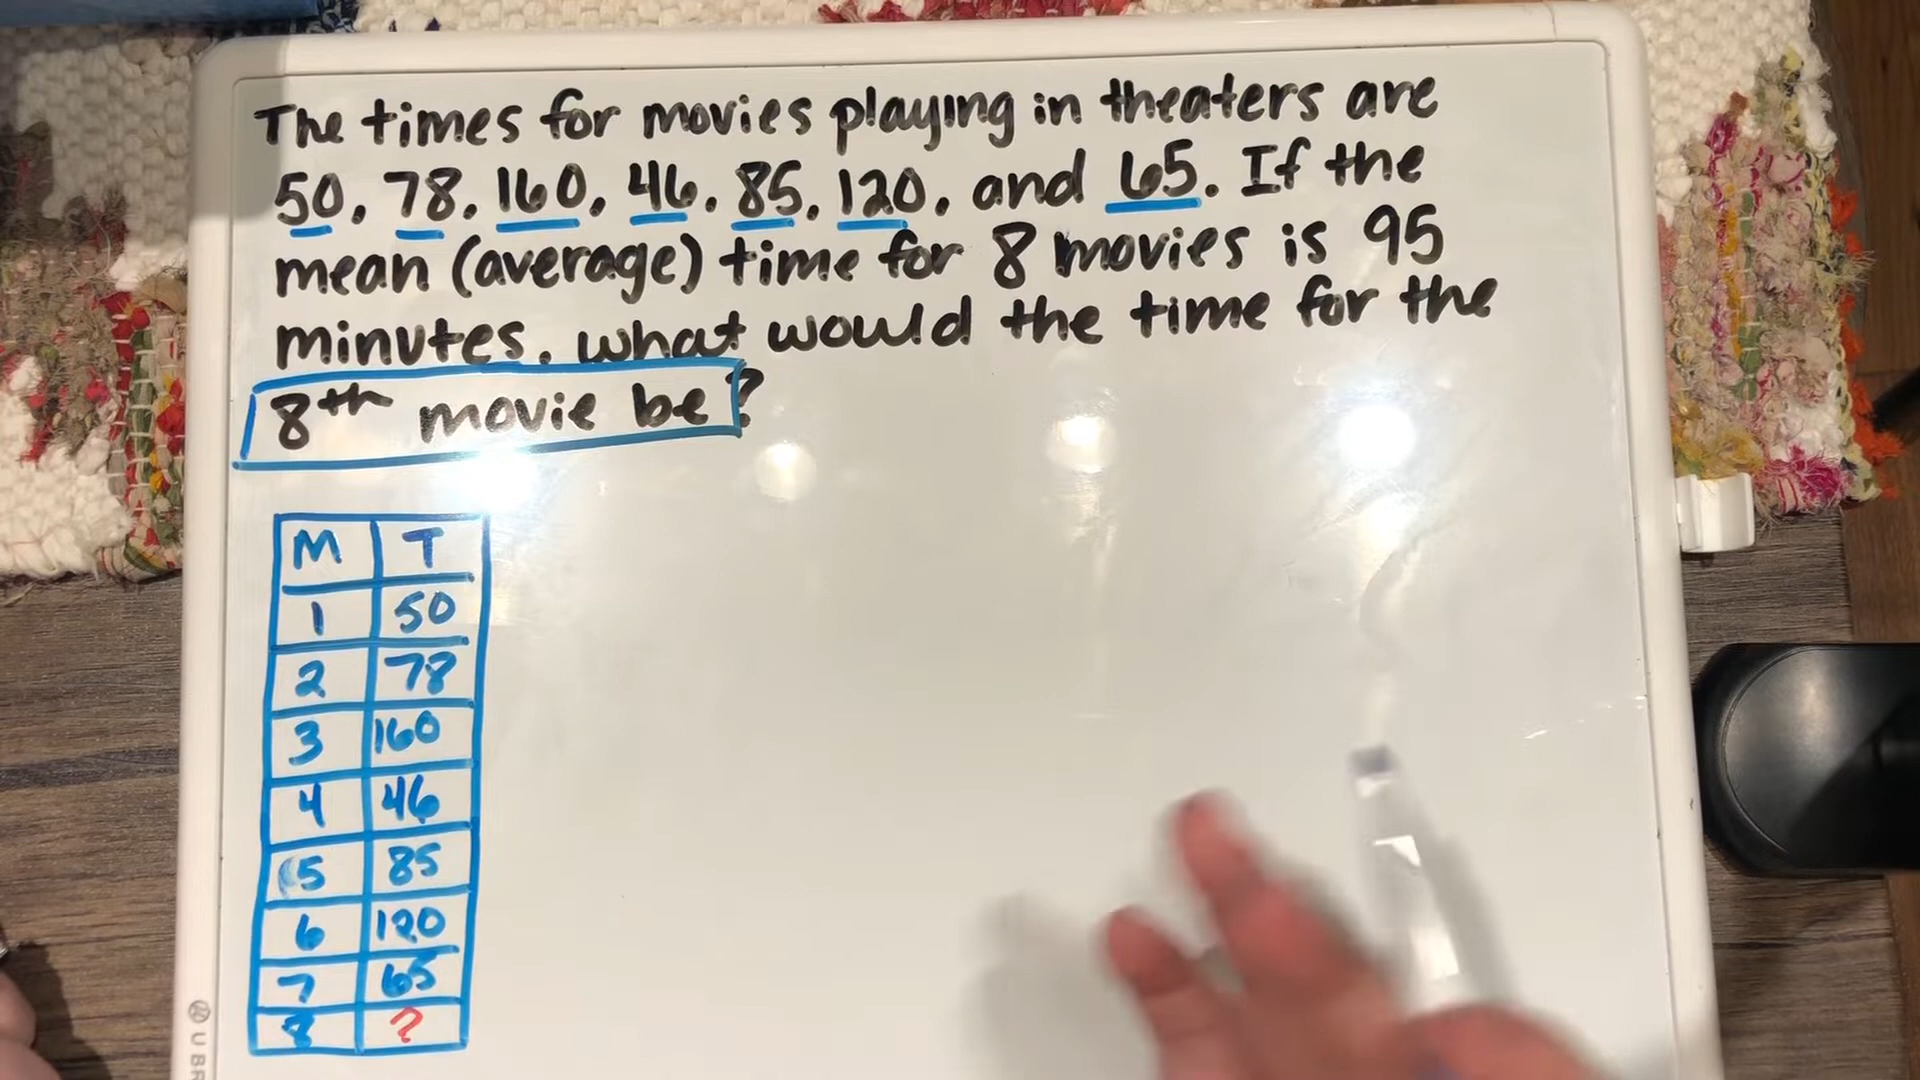 The times for movies playing in theaters are
50, 78, 160, 46, 85, 120, and 65. If the
mean (average) time for 8 movies is 95
minutes, what would the time for the
8th movie be?
M T
1 50
2 78
3 160
4 46
5 85
6 120
7 65
8 ?